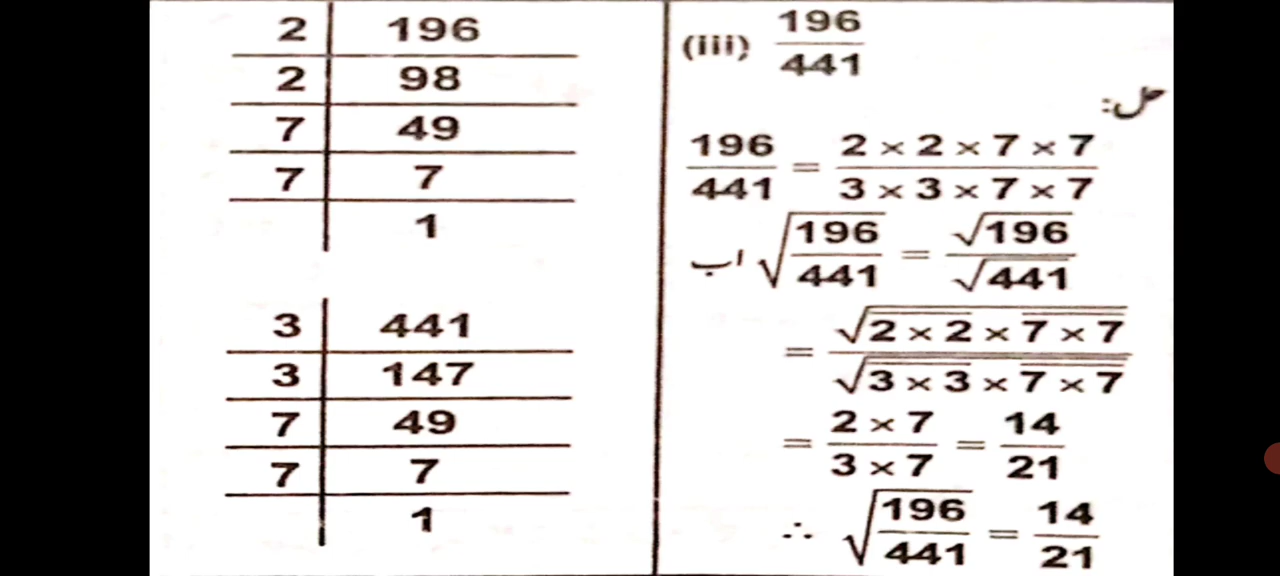 2 | 196
2 | 98
7 | 49
7 | 7
1
3 | 441
3 | 147
7 | 49
7 | 7
1
(iii) 196/441
حل:
196/441 = (2 × 2 × 7 × 7)/(3 × 3 × 7 × 7)
اب √(196/441) = √196/√441
= √(2 × 2 × 7 × 7)/√(3 × 3 × 7 × 7)
= (2 × 7)/(3 × 7) = 14/21
∴ √(196/441) = 14/21